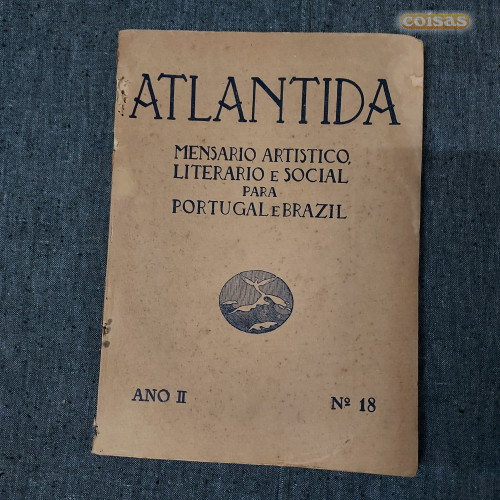 coisas
ATLANTIDA
MENSARIO ARTISTICO,
LITERARIO E SOCIAL
PARA
PORTUGAL E BRAZIL
ANO II
Nº 18